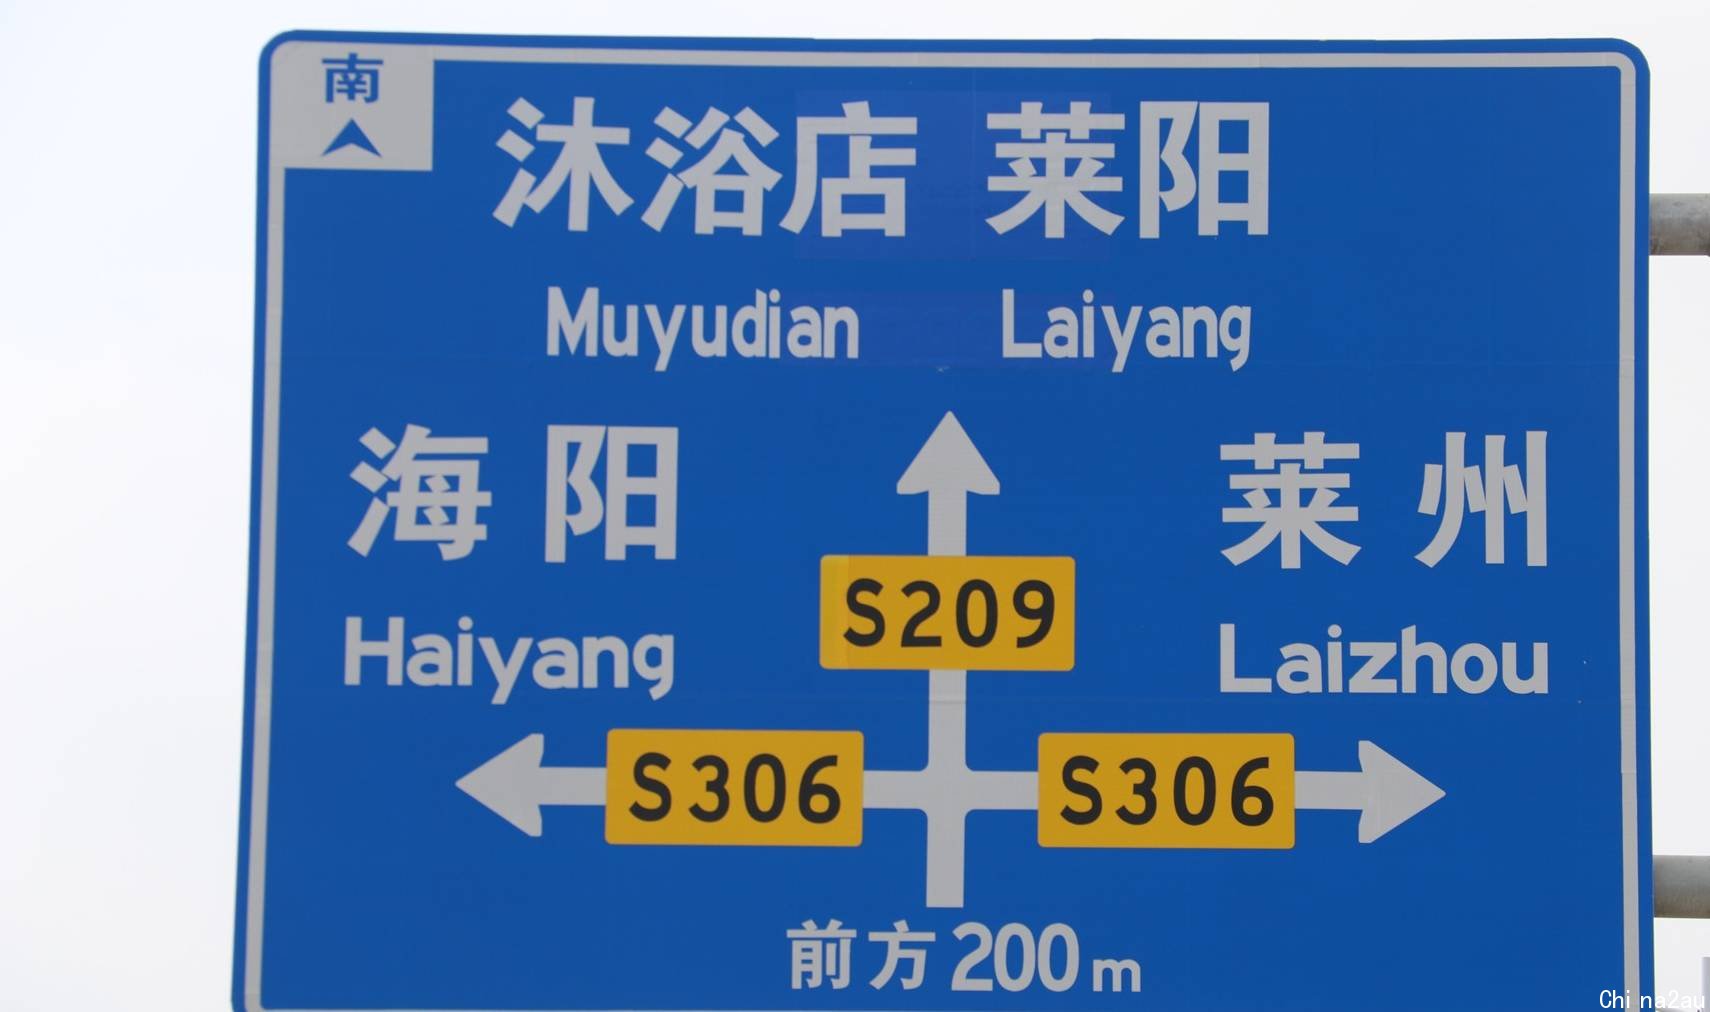 南
沐浴店 莱阳
Muyudian Laiyang
海阳 莱州
S209
Haiyang Laizhou
S306 S306
前方200m
China2au